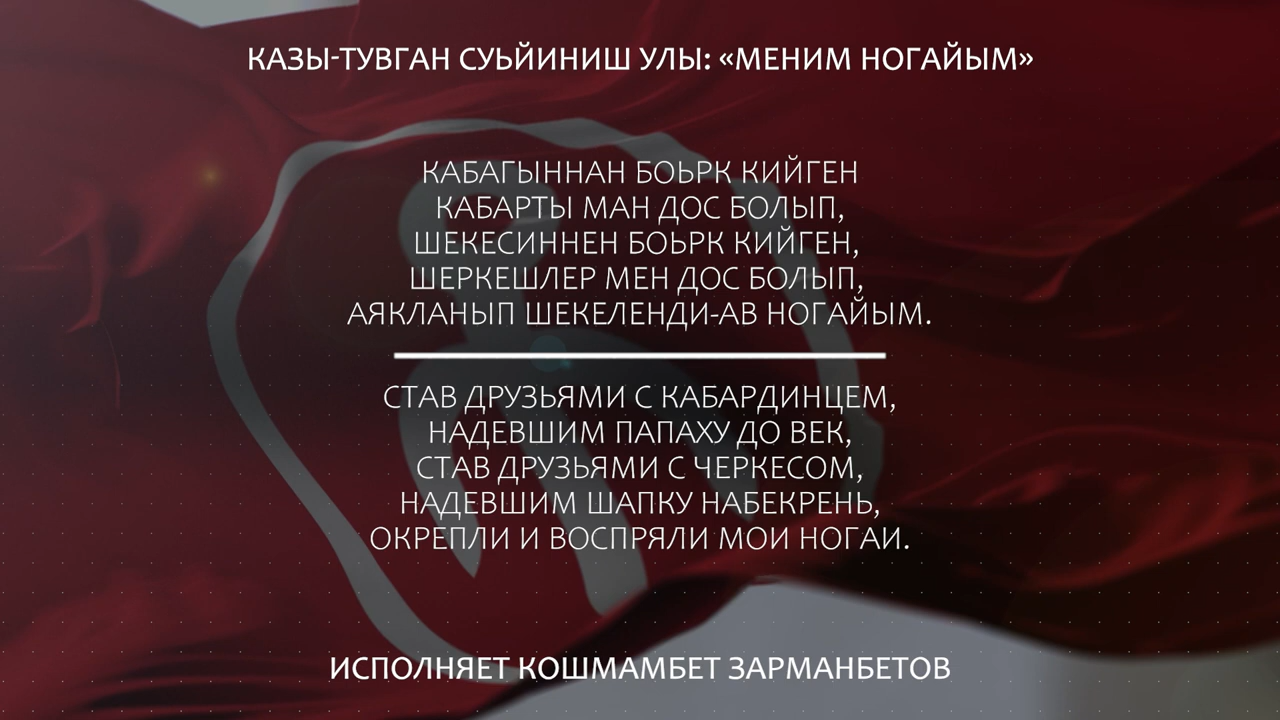 КАЗЫ-ТУВГАН СУЬЙИНИШ УЛЫ: «МЕНИМ НОГАЙЫМ»
КАБАГЫННАН БОЬРК КИЙГЕН
КАБАРТЫ МАН ДОС БОЛЫП,
ШЕКЕСИННЕН БОЬРК КИЙГЕН,
ШЕРКЕШЛЕР МЕН ДОС БОЛЫП,
АЯКЛАНЫП ШЕКЕЛЕНДИ-АВ НОГАЙЫМ.
СТАВ ДРУЗЬЯМИ С КАБАРДИНЦЕМ,
НАДЕВШИМ ПАПАХУ ДО ВЕК,
СТАВ ДРУЗЬЯМИ С ЧЕРКЕСОМ,
НАДЕВШИМ ШАПКУ НАБЕКРЕНЬ,
ОКРЕПЛИ И ВОСПРЯЛИ МОИ НОГАИ.
ИСПОЛНЯЕТ КОШМАМБЕТ ЗАРМАНБЕТОВ